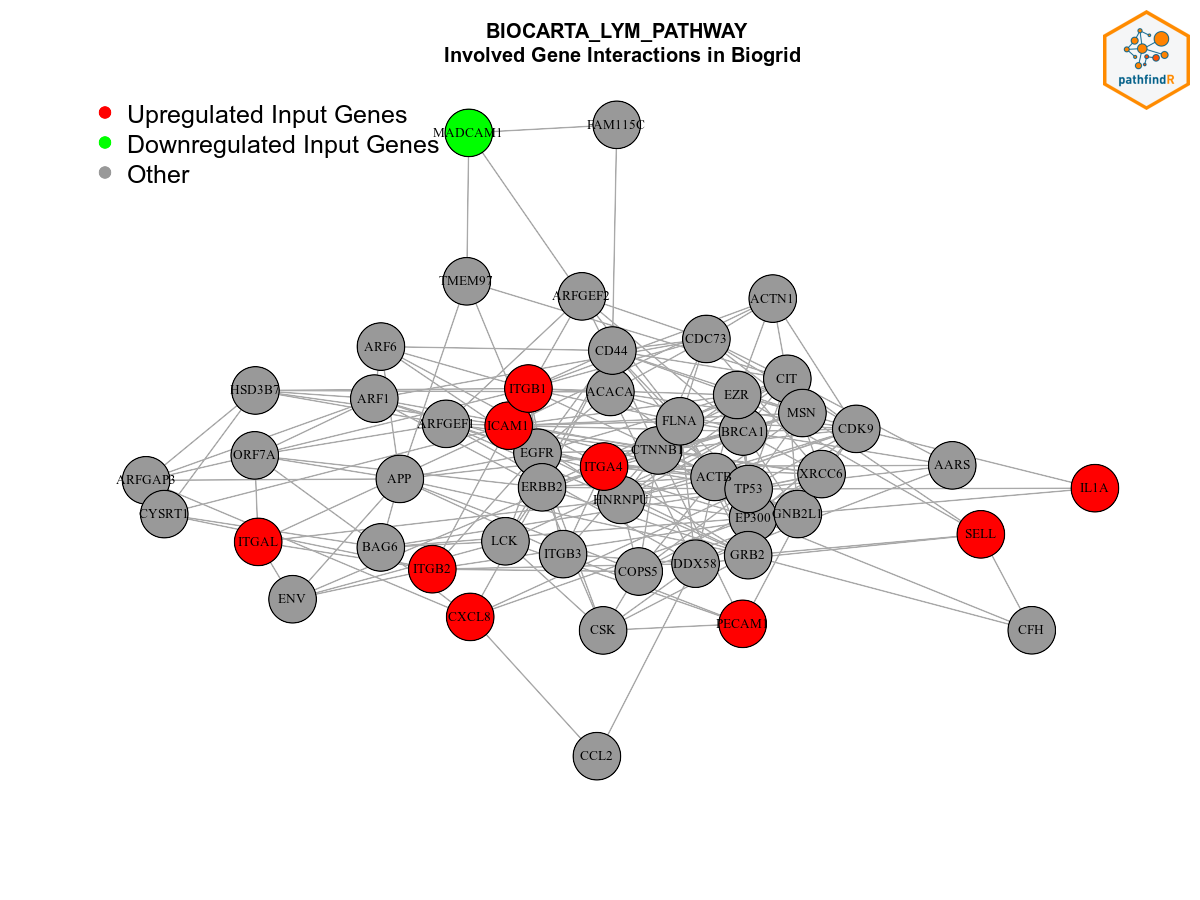 BIOCARTA_LYM_PATHWAY
Involved Gene Interactions in Biogrid
pathfindR
Upregulated Input Genes
Downregulated Input Genes
Other
MADCAM1
FAM115C
TMEM97
ARFGEF2
ACTN1
CDC73
ARF6
CD44
CIT
HSD3B7
ITGB1
ACACA
EZR
ARF1
MSN
ARFGEF1
ICAM1
FLNA
BRCA1
CDK9
EGFR
CTNNB1
ORF7A
ITGA4
AARS
ARFGAP3
APP
ACTB
XRCC6
ERBB2
TP53
IL1A
HNRNPU
CYSRT1
EP300
GNB2L1
SELL
ITGAL
LCK
BAG6
ITGB3
GRB2
DDX58
ITGB2
COPS5
ENV
CXCL8
PECAM1
CSK
CFH
CCL2